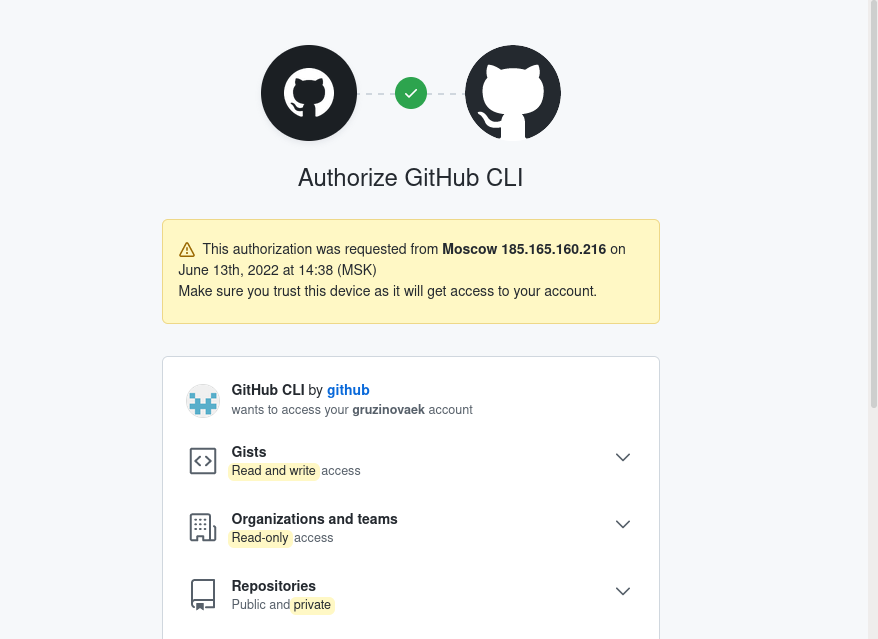 Authorize GitHub CLI
This authorization was requested from Moscow 185.165.160.216 on
June 13th, 2022 at 14:38 (MSK)
Make sure you trust this device as it will get access to your account.
GitHub CLI by github
wants to access your gruzinovaek account
Gists
Read and write access
Organizations and teams
Read-only access
Repositories
Public and private